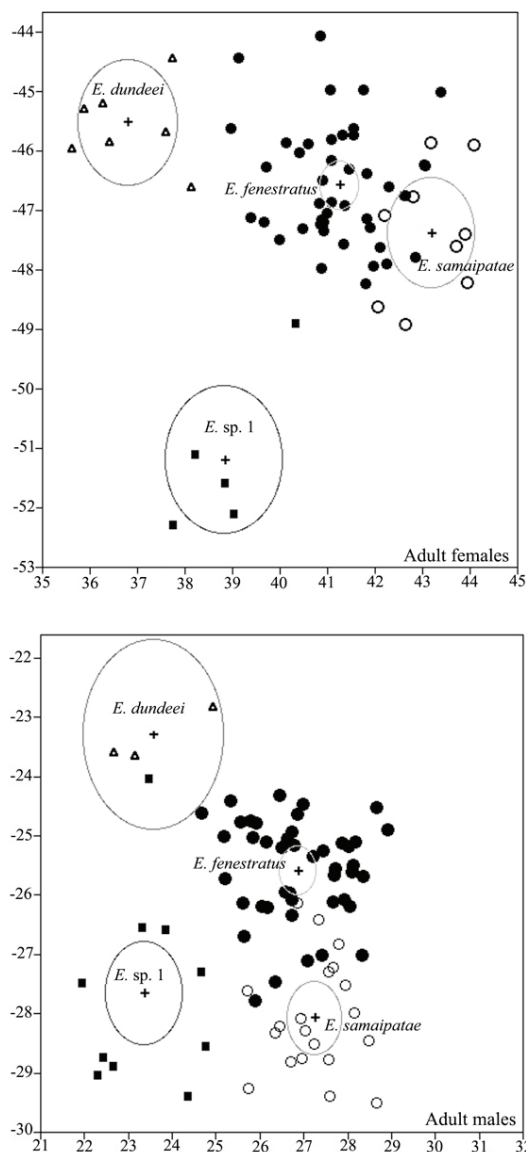 -44
-45
-46
-47
-48
-49
-50
-51
-52
-53
E. dundeei
E. fenestratus
E. samaipatae
E. sp. 1
Adult females
35 36 37 38 39 40 41 42 43 44 45
-22
-23
-24
-25
-26
-27
-28
-29
-30
E. dundeei
E. fenestratus
E. sp. 1
E. samaipatae
Adult males
21 22 23 24 25 26 27 28 29 30 31 32